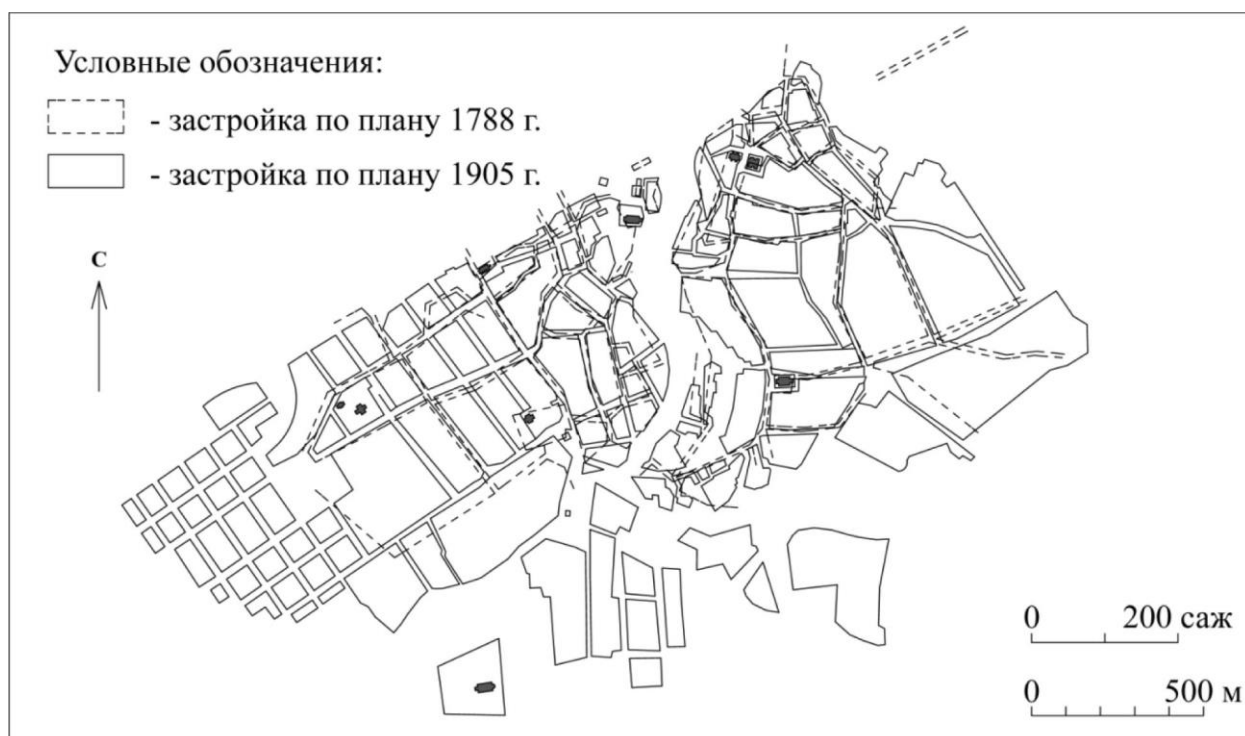 Условные обозначения:
- застройка по плану 1788 г.
- застройка по плану 1905 г.
С
0 200 саж
0 500 м